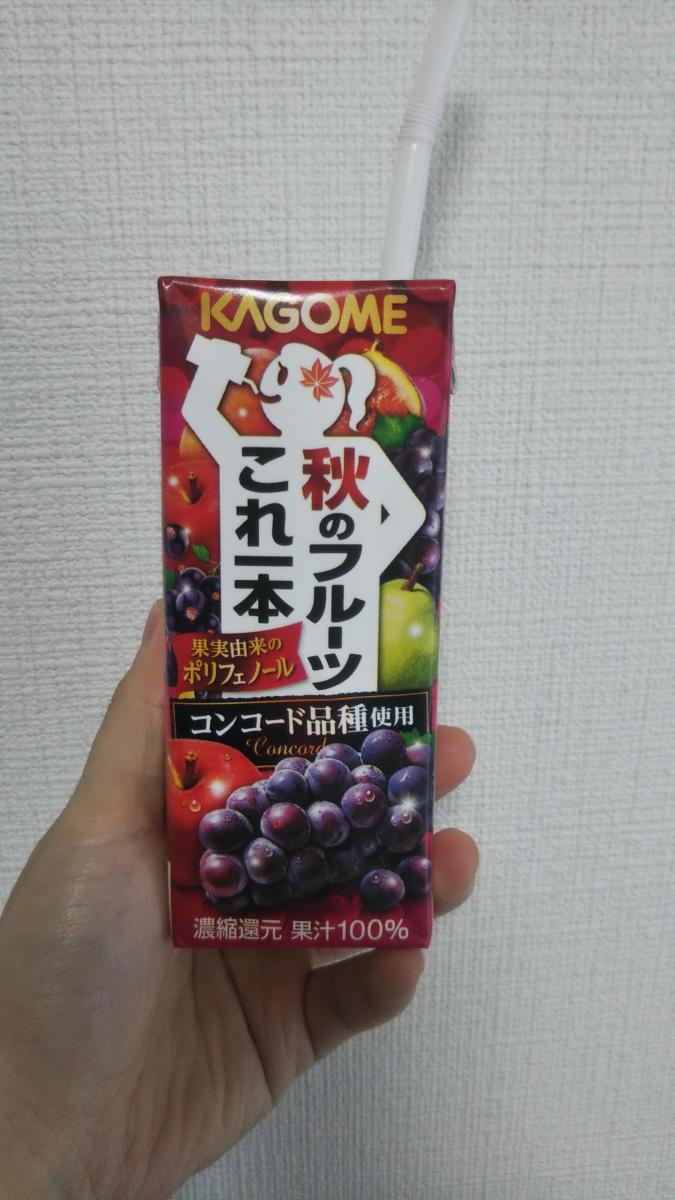 KAGOME
秋のフルーツ
これ一本
果実由来の
ポリフェノール
コンコード品種使用
Concord
濃縮還元 果汁100%